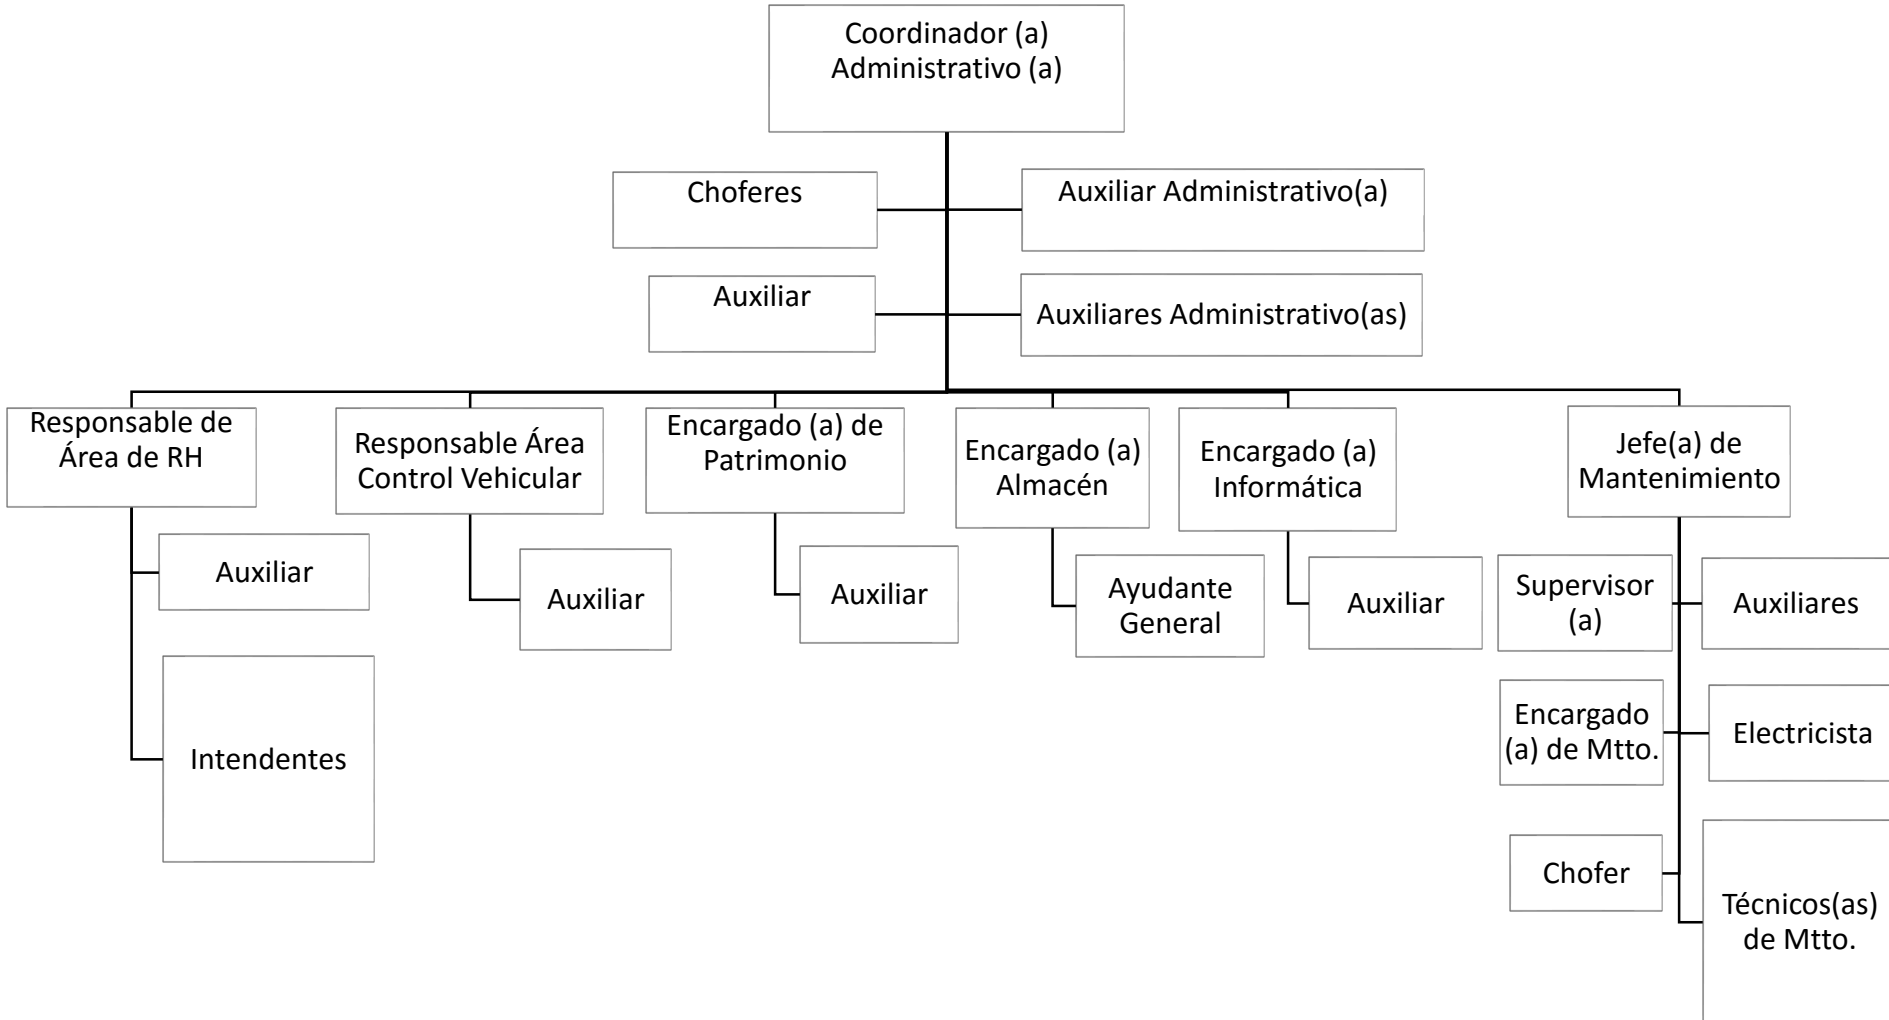 Coordinador (a)
Administrativo (a)
Choferes
Auxiliar Administrativo(a)
Auxiliar
Auxiliares Administrativo(as)
Responsable de
Área de RH
Responsable Área
Control Vehicular
Encargado (a) de
Patrimonio
Encargado (a)
Almacén
Encargado (a)
Informática
Jefe(a) de
Mantenimiento
Auxiliar
Intendentes
Auxiliar
Auxiliar
Ayudante
General
Auxiliar
Supervisor
(a)
Auxiliares
Encargado
(a) de Mtto.
Electricista
Chofer
Técnicos(as)
de Mtto.